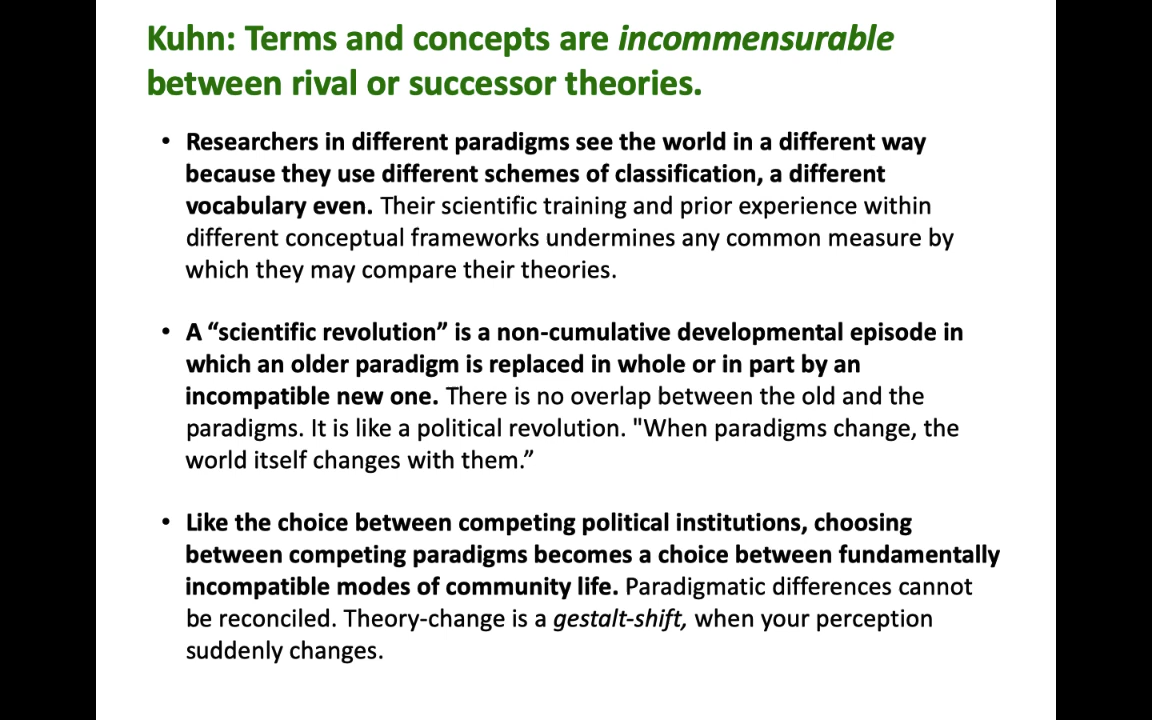 Kuhn: Terms and concepts are incommensurable
between rival or successor theories.
• Researchers in different paradigms see the world in a different way
because they use different schemes of classification, a different
vocabulary even. Their scientific training and prior experience within
different conceptual frameworks undermines any common measure by
which they may compare their theories.
• A “scientific revolution” is a non-cumulative developmental episode in
which an older paradigm is replaced in whole or in part by an
incompatible new one. There is no overlap between the old and the
paradigms. It is like a political revolution. "When paradigms change, the
world itself changes with them.”
• Like the choice between competing political institutions, choosing
between competing paradigms becomes a choice between fundamentally
incompatible modes of community life. Paradigmatic differences cannot
be reconciled. Theory-change is a gestalt-shift, when your perception
suddenly changes.